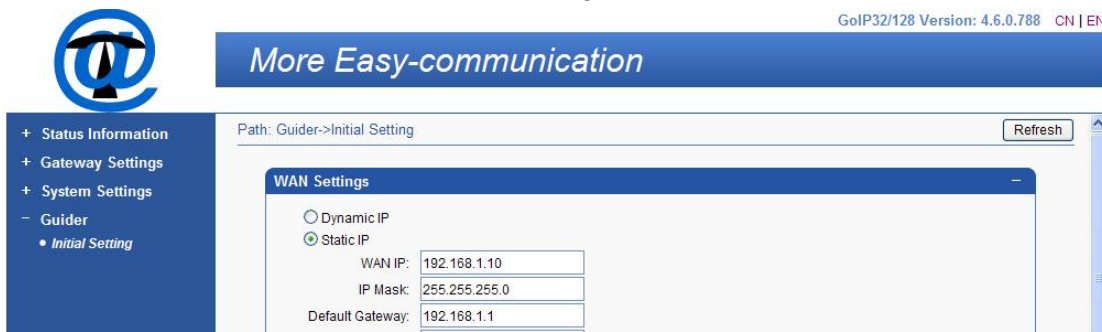 GoIP32/128 Version: 4.6.0.788 CN | EN
More Easy-communication
+ Status Information
+ Gateway Settings
+ System Settings
− Guider
• Initial Setting
Path: Guider->Initial Setting
Refresh
WAN Settings −
Dynamic IP
Static IP
WAN IP: 192.168.1.10
IP Mask: 255.255.255.0
Default Gateway: 192.168.1.1